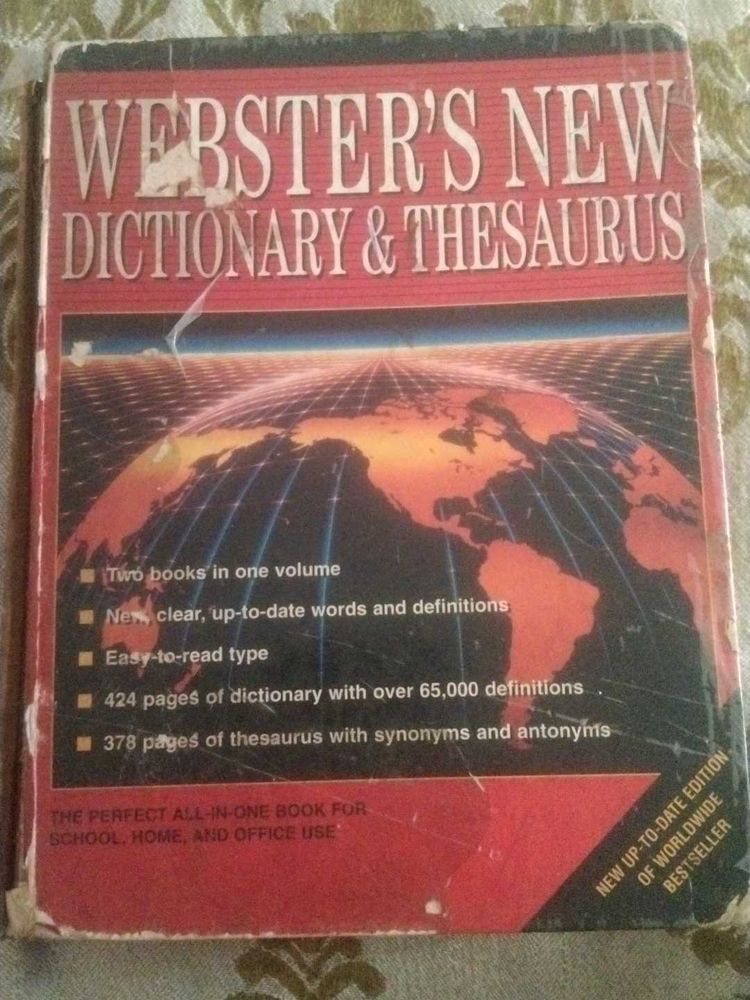 WEBSTER'S NEW
DICTIONARY & THESAURUS
Two books in one volume
New, clear, up-to-date words and definitions
Easy-to-read type
424 pages of dictionary with over 65,000 definitions
378 pages of thesaurus with synonyms and antonyms
THE PERFECT ALL-IN-ONE BOOK FOR
SCHOOL, HOME, AND OFFICE USE
NEW UP-TO-DATE EDITION
OF WORLDWIDE
BESTSELLER